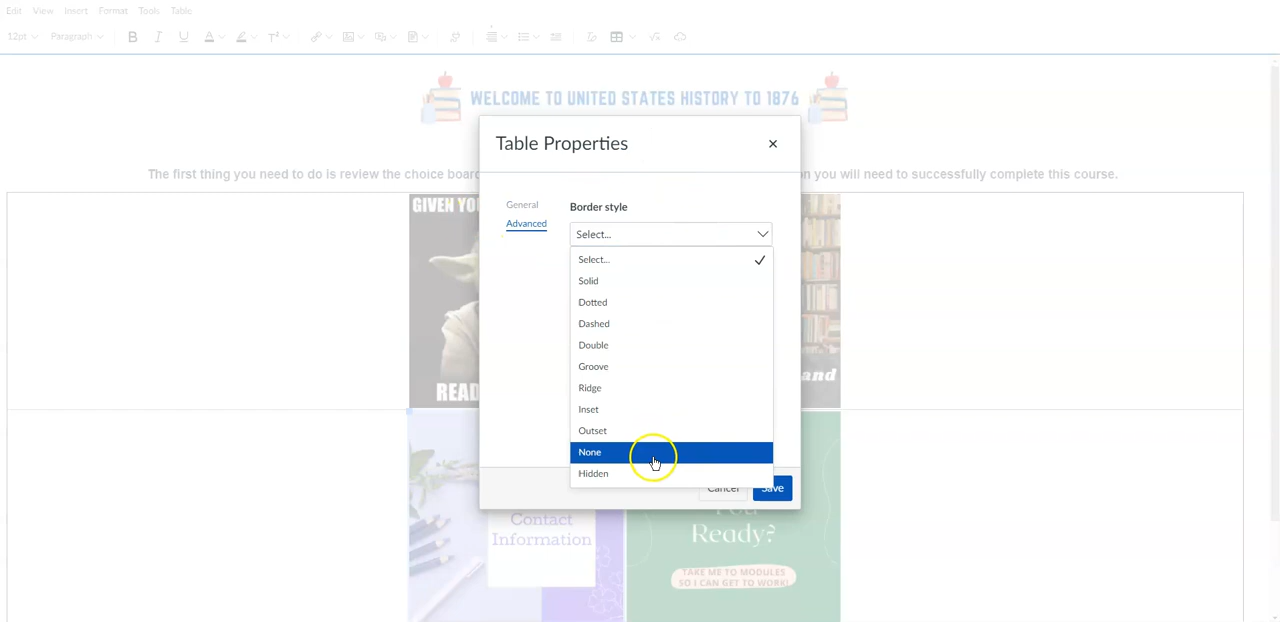 Edit View Insert Format Tools Table
12pt Paragraph B I U A T²
WELCOME TO UNITED STATES HISTORY TO 1876
Table Properties
The first thing you need to do is review the choice boar
n you will need to successfully complete this course.
GIVEN YO
General
Advanced
Border style
Select...
Select...
Solid
Dotted
Dashed
Double
Groove
Ridge
Inset
Outset
None
Hidden
and
READ
Cancel Save
Contact
Information
You
Ready?
TAKE ME TO MODULES
SO I CAN GET TO WORK!